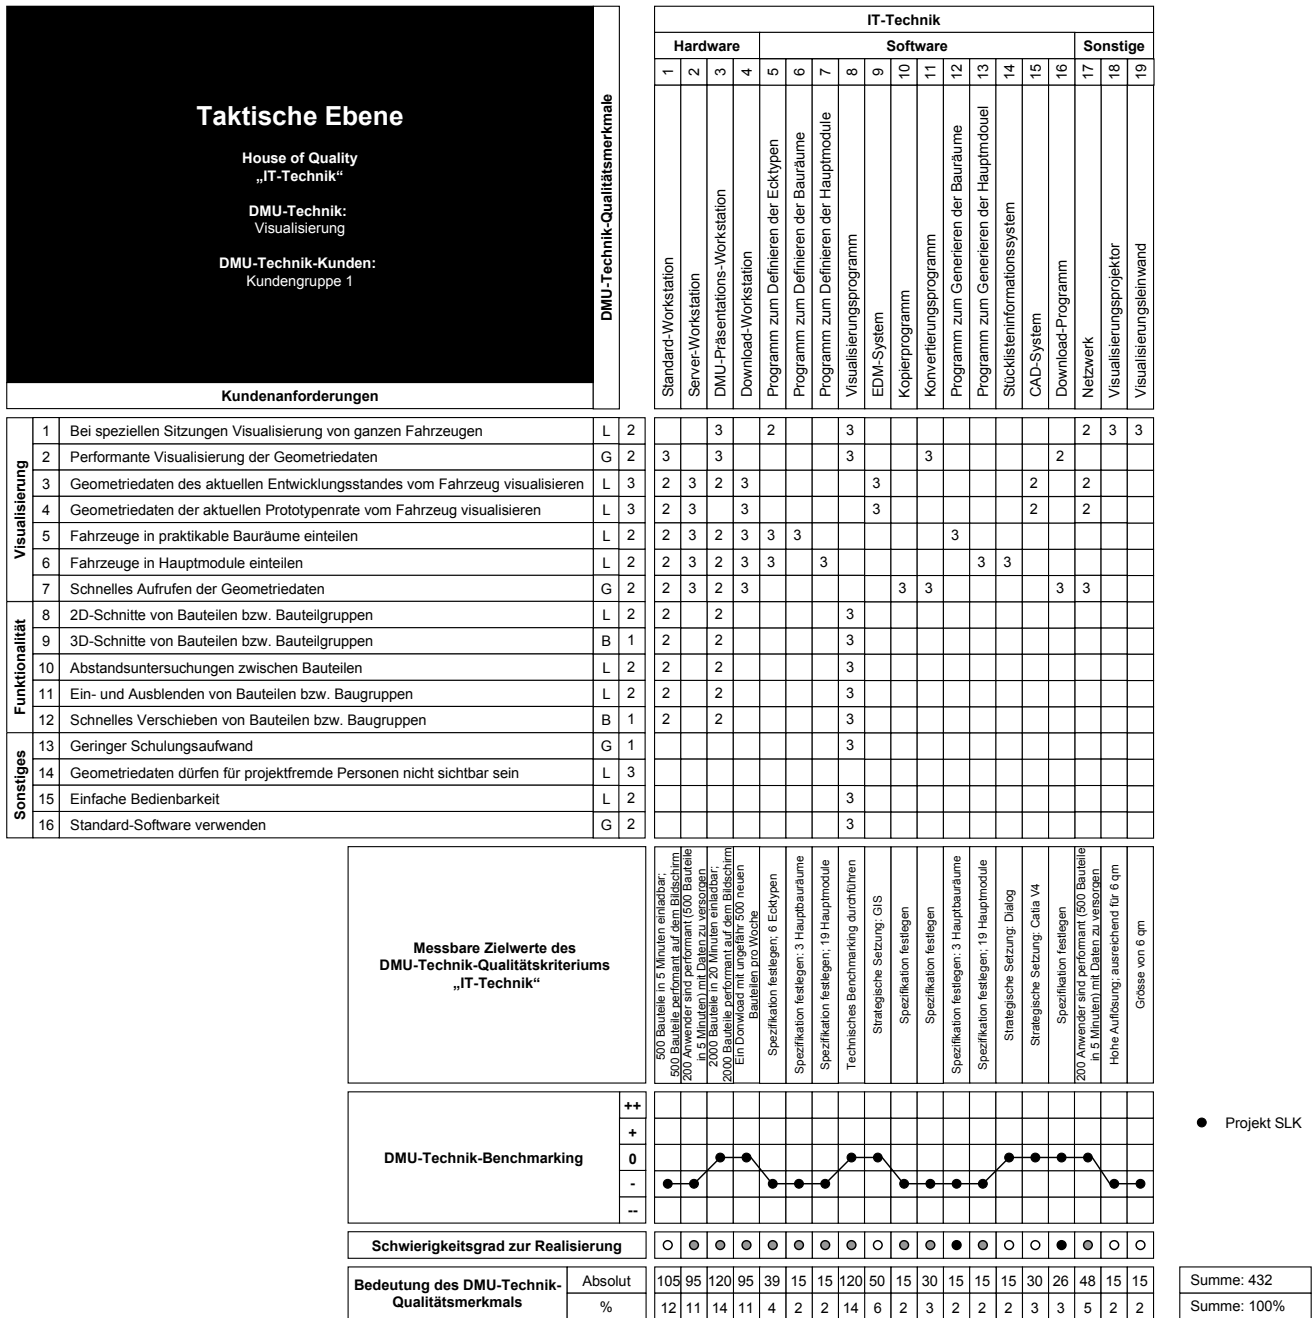 Taktische Ebene
House of Quality
„IT-Technik“
DMU-Technik:
Visualisierung
DMU-Technik-Kunden:
Kundengruppe 1
Kundenanforderungen
DMU-Technik-Qualitätsmerkmale
IT-Technik
Hardware Software Sonstige
1 2 3 4 5 6 7 8 9 10 11 12 13 14 15 16 17 18 19
Standard-Workstation
Server-Workstation
DMU-Präsentations-Workstation
Download-Workstation
Programm zum Definieren der Ecktypen
Programm zum Definieren der Bauräume
Programm zum Definieren der Hauptmodule
Visualisierungsprogramm
EDM-System
Kopierprogramm
Konvertierungsprogramm
Programm zum Generieren der Bauräume
Programm zum Generieren der Hauptmdouel
Stücklisteninformationssystem
CAD-System
Download-Programm
Netzwerk
Visualisierungsprojektor
Visualisierungsleinwand
Visualisierung
1 Bei speziellen Sitzungen Visualisierung von ganzen Fahrzeugen L 2 3 2 3 2 3 3
2 Performante Visualisierung der Geometriedaten G 2 3 3 3 3 2
3 Geometriedaten des aktuellen Entwicklungsstandes vom Fahrzeug visualisieren L 3 2 3 2 3 3 2 2
4 Geometriedaten der aktuellen Prototypenrate vom Fahrzeug visualisieren L 3 2 3 3 3 2 2
5 Fahrzeuge in praktikable Bauräume einteilen L 2 2 3 2 3 3 3 3
6 Fahrzeuge in Hauptmodule einteilen L 2 2 3 2 3 3 3 3 3
7 Schnelles Aufrufen der Geometriedaten G 2 2 3 2 3 3 3 3 3
Funktionalität
8 2D-Schnitte von Bauteilen bzw. Bauteilgruppen L 2 2 2 3
9 3D-Schnitte von Bauteilen bzw. Bauteilgruppen B 1 2 2 3
10 Abstandsuntersuchungen zwischen Bauteilen L 2 2 2 3
11 Ein- und Ausblenden von Bauteilen bzw. Baugruppen L 2 2 2 3
12 Schnelles Verschieben von Bauteilen bzw. Baugruppen B 1 2 2 3
Sonstiges
13 Geringer Schulungsaufwand G 1 3
14 Geometriedaten dürfen für projektfremde Personen nicht sichtbar sein L 3
15 Einfache Bedienbarkeit L 2 3
16 Standard-Software verwenden G 2 3
Messbare Zielwerte des
DMU-Technik-Qualitätskriteriums
„IT-Technik“
500 Bauteile in 5 Minuten einladbar;
500 Bauteile perfomant auf dem Bildschirm
200 Anwender sind performant (500 Bauteile
in 5 Minuten) mit Daten zu versorgen
2000 Bauteile in 20 Minuten einladbar;
2000 Bauteile performant auf dem Bildschirm
Ein Donwload mit ungefähr 500 neuen
Bauteilen pro Woche
Spezifikation festlegen; 6 Ecktypen
Spezifikation festlegen: 3 Hauptbauräume
Spezifikation festlegen; 19 Hauptmodule
Technisches Benchmarking durchführen
Strategische Setzung: GIS
Spezifikation festlegen
Spezifikation festlegen
Spezifikation festlegen: 3 Hauptbauräume
Spezifikation festlegen; 19 Hauptmodule
Strategische Setzung: Dialog
Strategische Setzung: Catia V4
Spezifikation festlegen
200 Anwender sind performant (500 Bauteile
in 5 Minuten) mit Daten zu versorgen
Hohe Auflösung; ausreichend für 6 qm
Grösse von 6 qm
DMU-Technik-Benchmarking
++
+
0
-
--
Projekt SLK
Schwierigkeitsgrad zur Realisierung
Bedeutung des DMU-Technik-
Qualitätsmerkmals
Absolut 105 95 120 95 39 15 15 120 50 15 30 15 15 15 30 26 48 15 15 Summe: 432
% 12 11 14 11 4 2 2 14 6 2 3 2 2 2 3 3 5 2 2 Summe: 100%